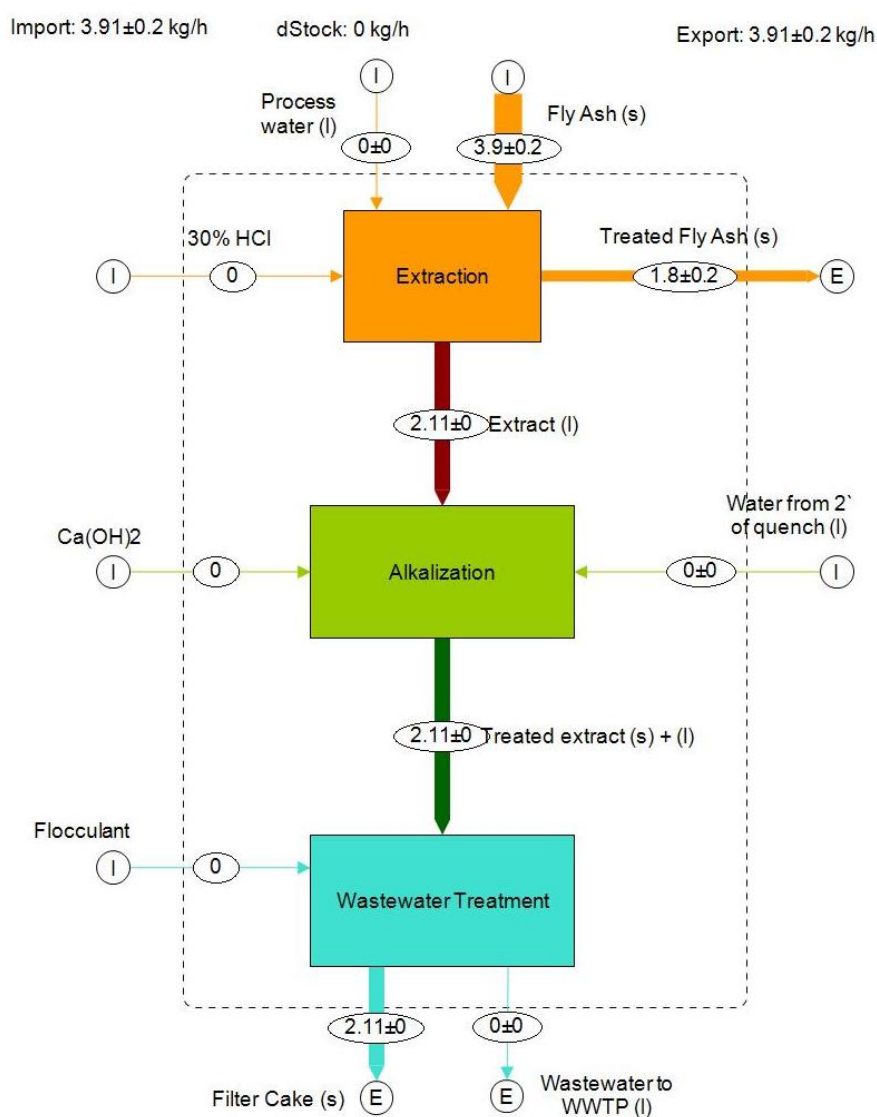 Import: 3.91±0.2 kg/h
dStock: 0 kg/h
Export: 3.91±0.2 kg/h
I
I
Process
water (l)
Fly Ash (s)
0±0
3.9±0.2
30% HCl
Treated Fly Ash (s)
I
0
Extraction
1.8±0.2
E
2.11±0
Extract (l)
Water from 2`
of quench (l)
Ca(OH)2
I
0
Alkalization
0±0
I
2.11±0
Treated extract (s) + (l)
Flocculant
I
0
Wastewater Treatment
2.11±0
0±0
Filter Cake (s)
E
E
Wastewater to
WWTP (l)